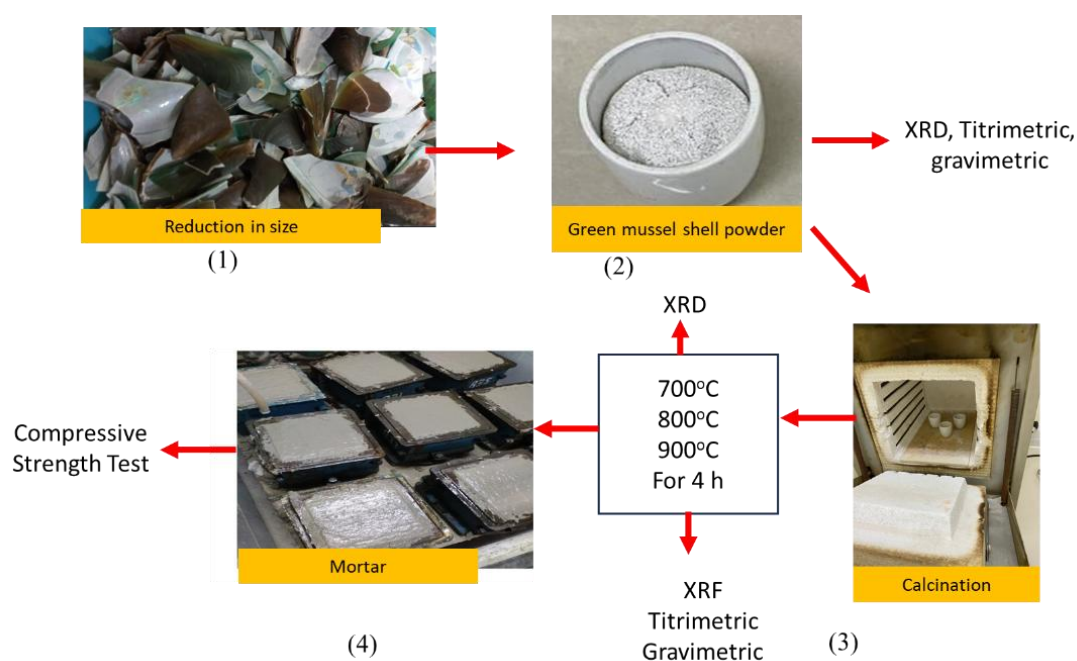 Reduction in size
(1)
Green mussel shell powder
(2)
XRD, Titrimetric,
gravimetric
XRD
700°C
800°C
900°C
For 4 h
XRF
Titrimetric
Gravimetric
Calcination
(3)
Mortar
(4)
Compressive
Strength Test